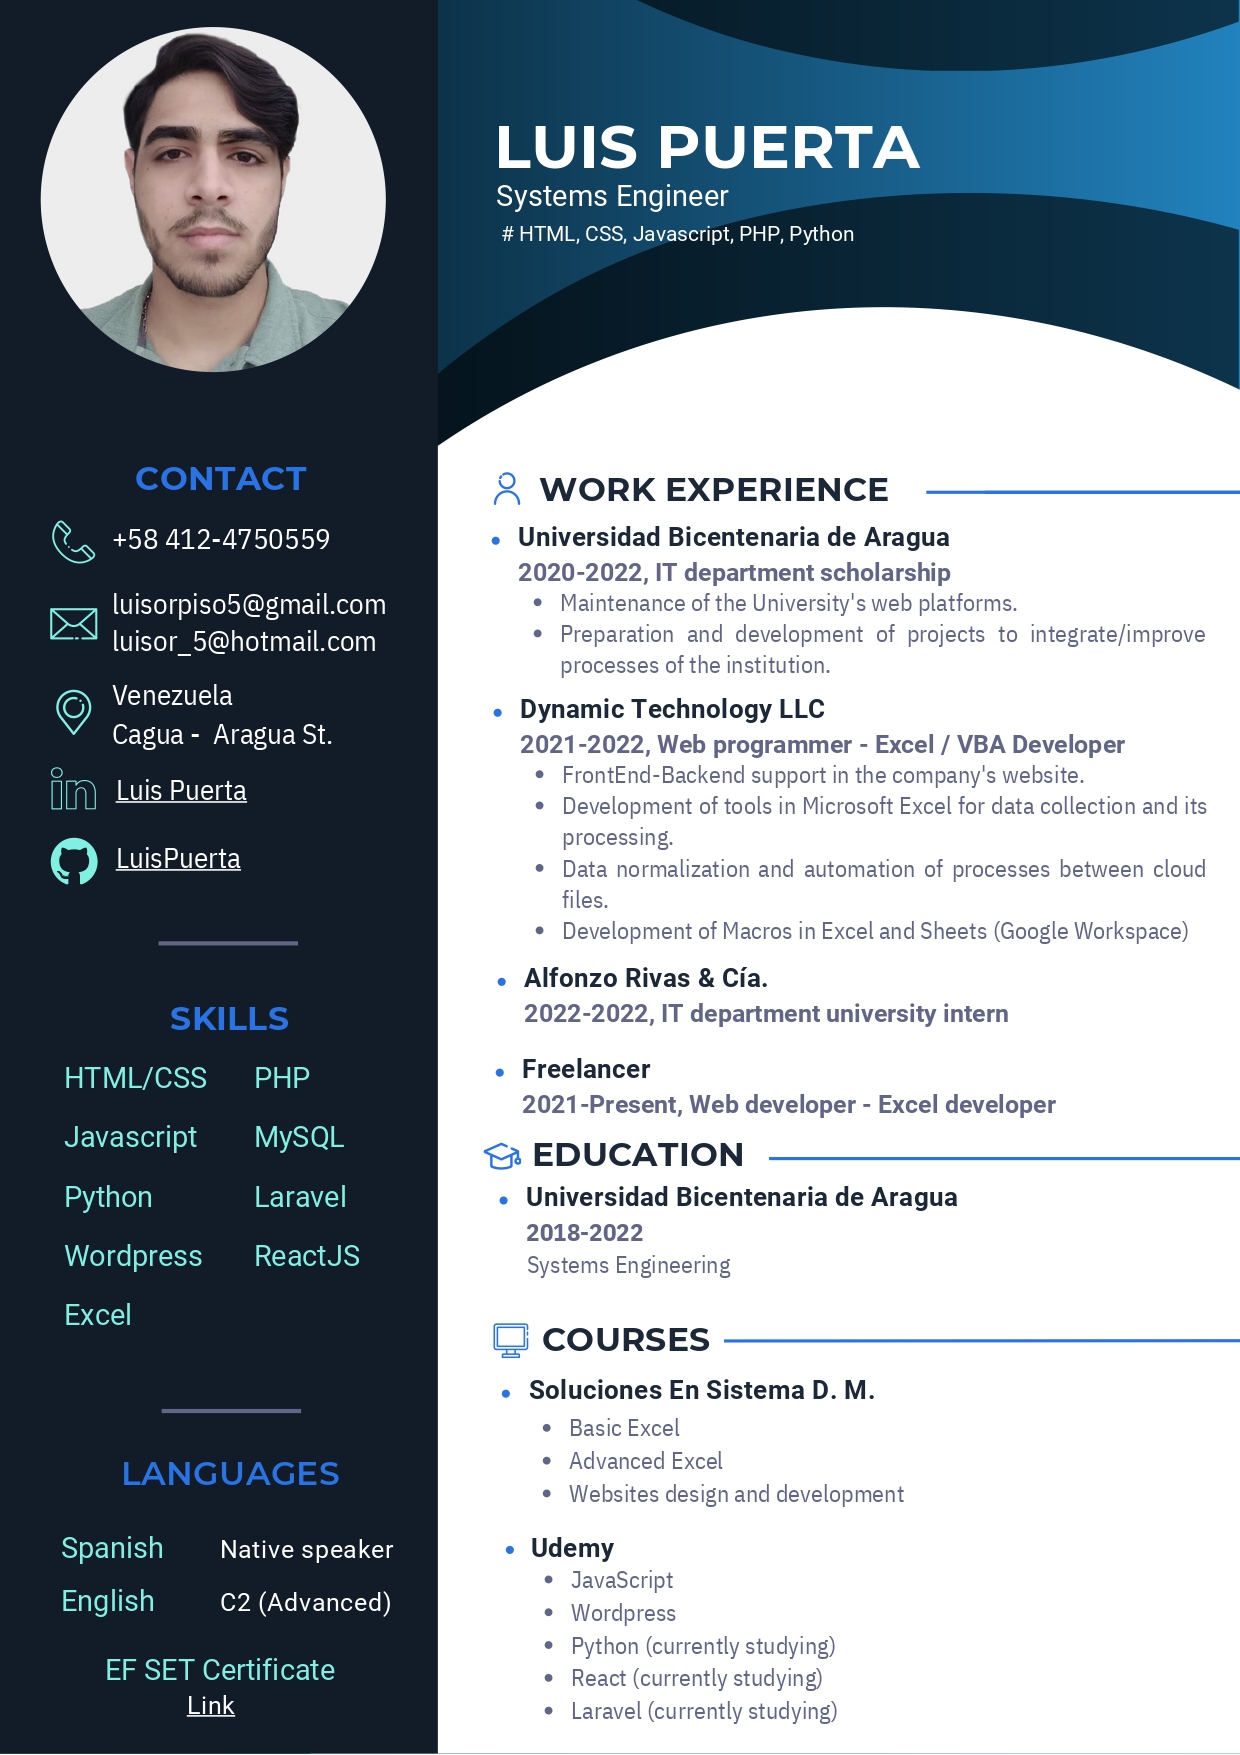 LUIS PUERTA
Systems Engineer
# HTML, CSS, Javascript, PHP, Python
CONTACT
+58 412-4750559
luisorpiso5@gmail.com
luisor_5@hotmail.com
Venezuela
Cagua - Aragua St.
in Luis Puerta
LuisPuerta
SKILLS
HTML/CSS PHP
Javascript MySQL
Python Laravel
Wordpress ReactJS
Excel
LANGUAGES
Spanish Native speaker
English C2 (Advanced)
EF SET Certificate
Link
WORK EXPERIENCE
• Universidad Bicentenaria de Aragua
2020-2022, IT department scholarship
• Maintenance of the University's web platforms.
• Preparation and development of projects to integrate/improve
processes of the institution.
• Dynamic Technology LLC
2021-2022, Web programmer - Excel / VBA Developer
• FrontEnd-Backend support in the company's website.
• Development of tools in Microsoft Excel for data collection and its
processing.
• Data normalization and automation of processes between cloud
files.
• Development of Macros in Excel and Sheets (Google Workspace)
• Alfonzo Rivas & Cía.
2022-2022, IT department university intern
• Freelancer
2021-Present, Web developer - Excel developer
EDUCATION
• Universidad Bicentenaria de Aragua
2018-2022
Systems Engineering
COURSES
• Soluciones En Sistema D. M.
• Basic Excel
• Advanced Excel
• Websites design and development
• Udemy
• JavaScript
• Wordpress
• Python (currently studying)
• React (currently studying)
• Laravel (currently studying)